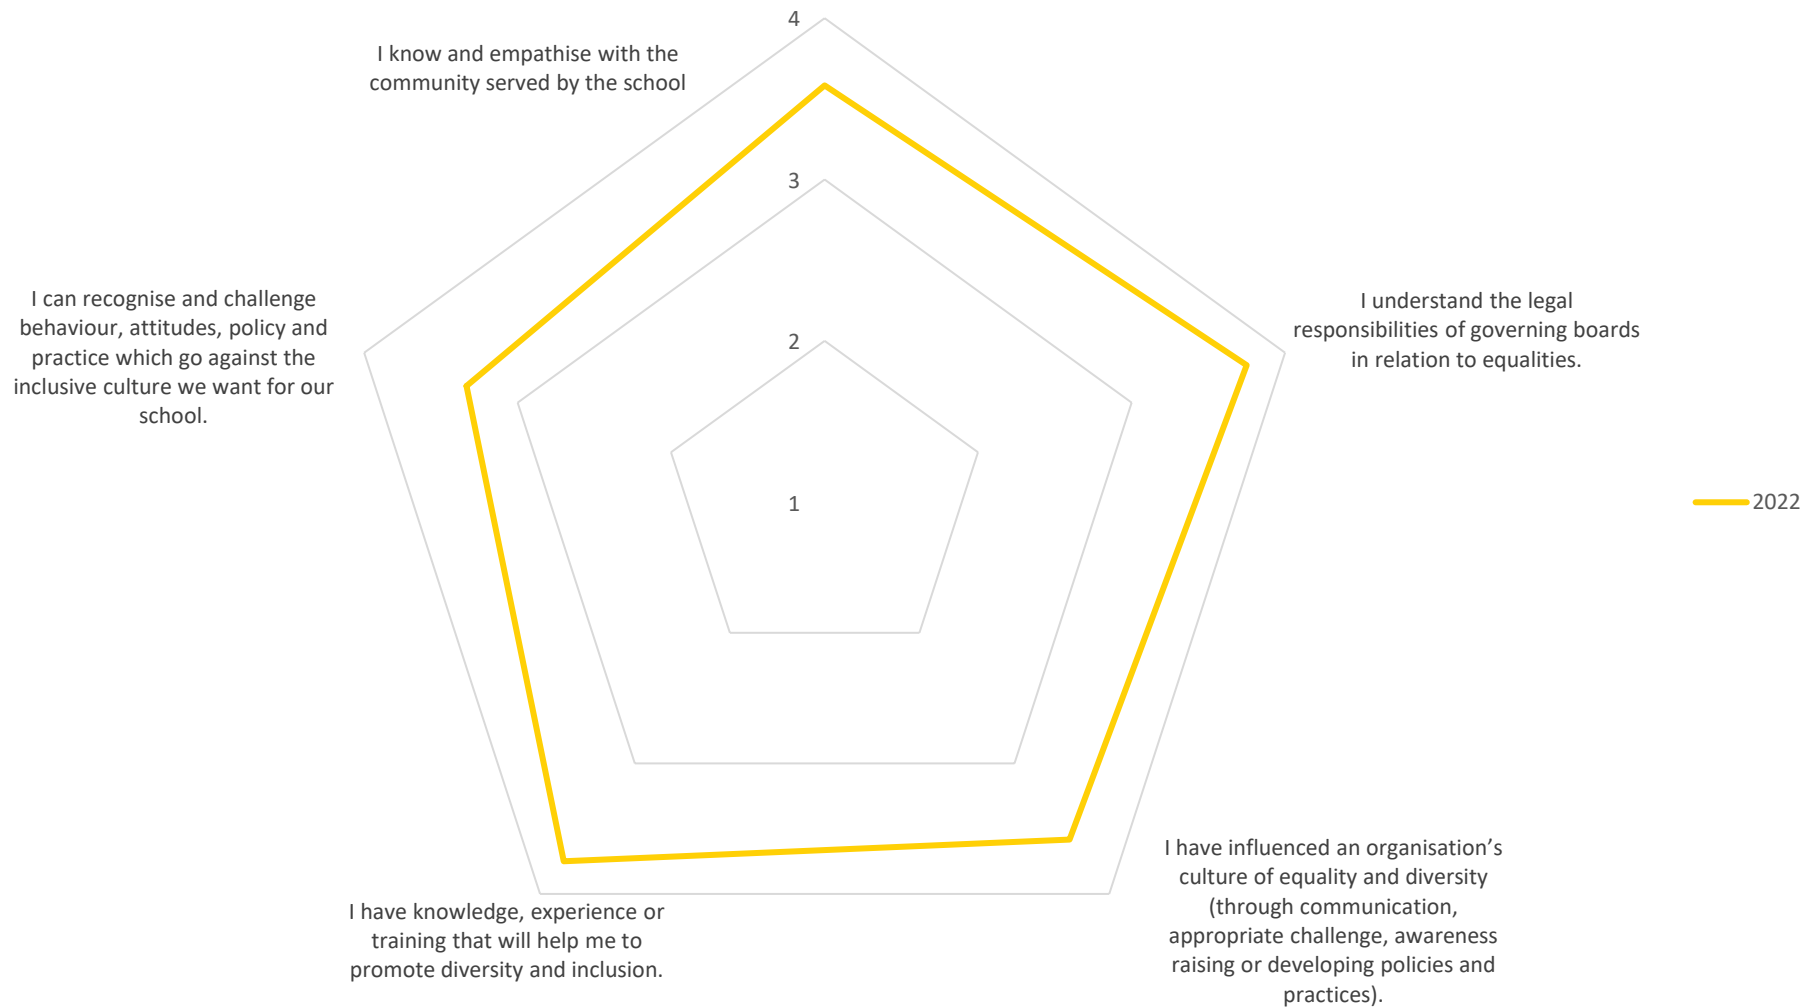 4
I know and empathise with the
community served by the school
3
I can recognise and challenge
behaviour, attitudes, policy and
practice which go against the
inclusive culture we want for our
school.
I understand the legal
responsibilities of governing boards
in relation to equalities.
2
1
2022
I have influenced an organisation’s
culture of equality and diversity
(through communication,
appropriate challenge, awareness
raising or developing policies and
practices).
I have knowledge, experience or
training that will help me to
promote diversity and inclusion.